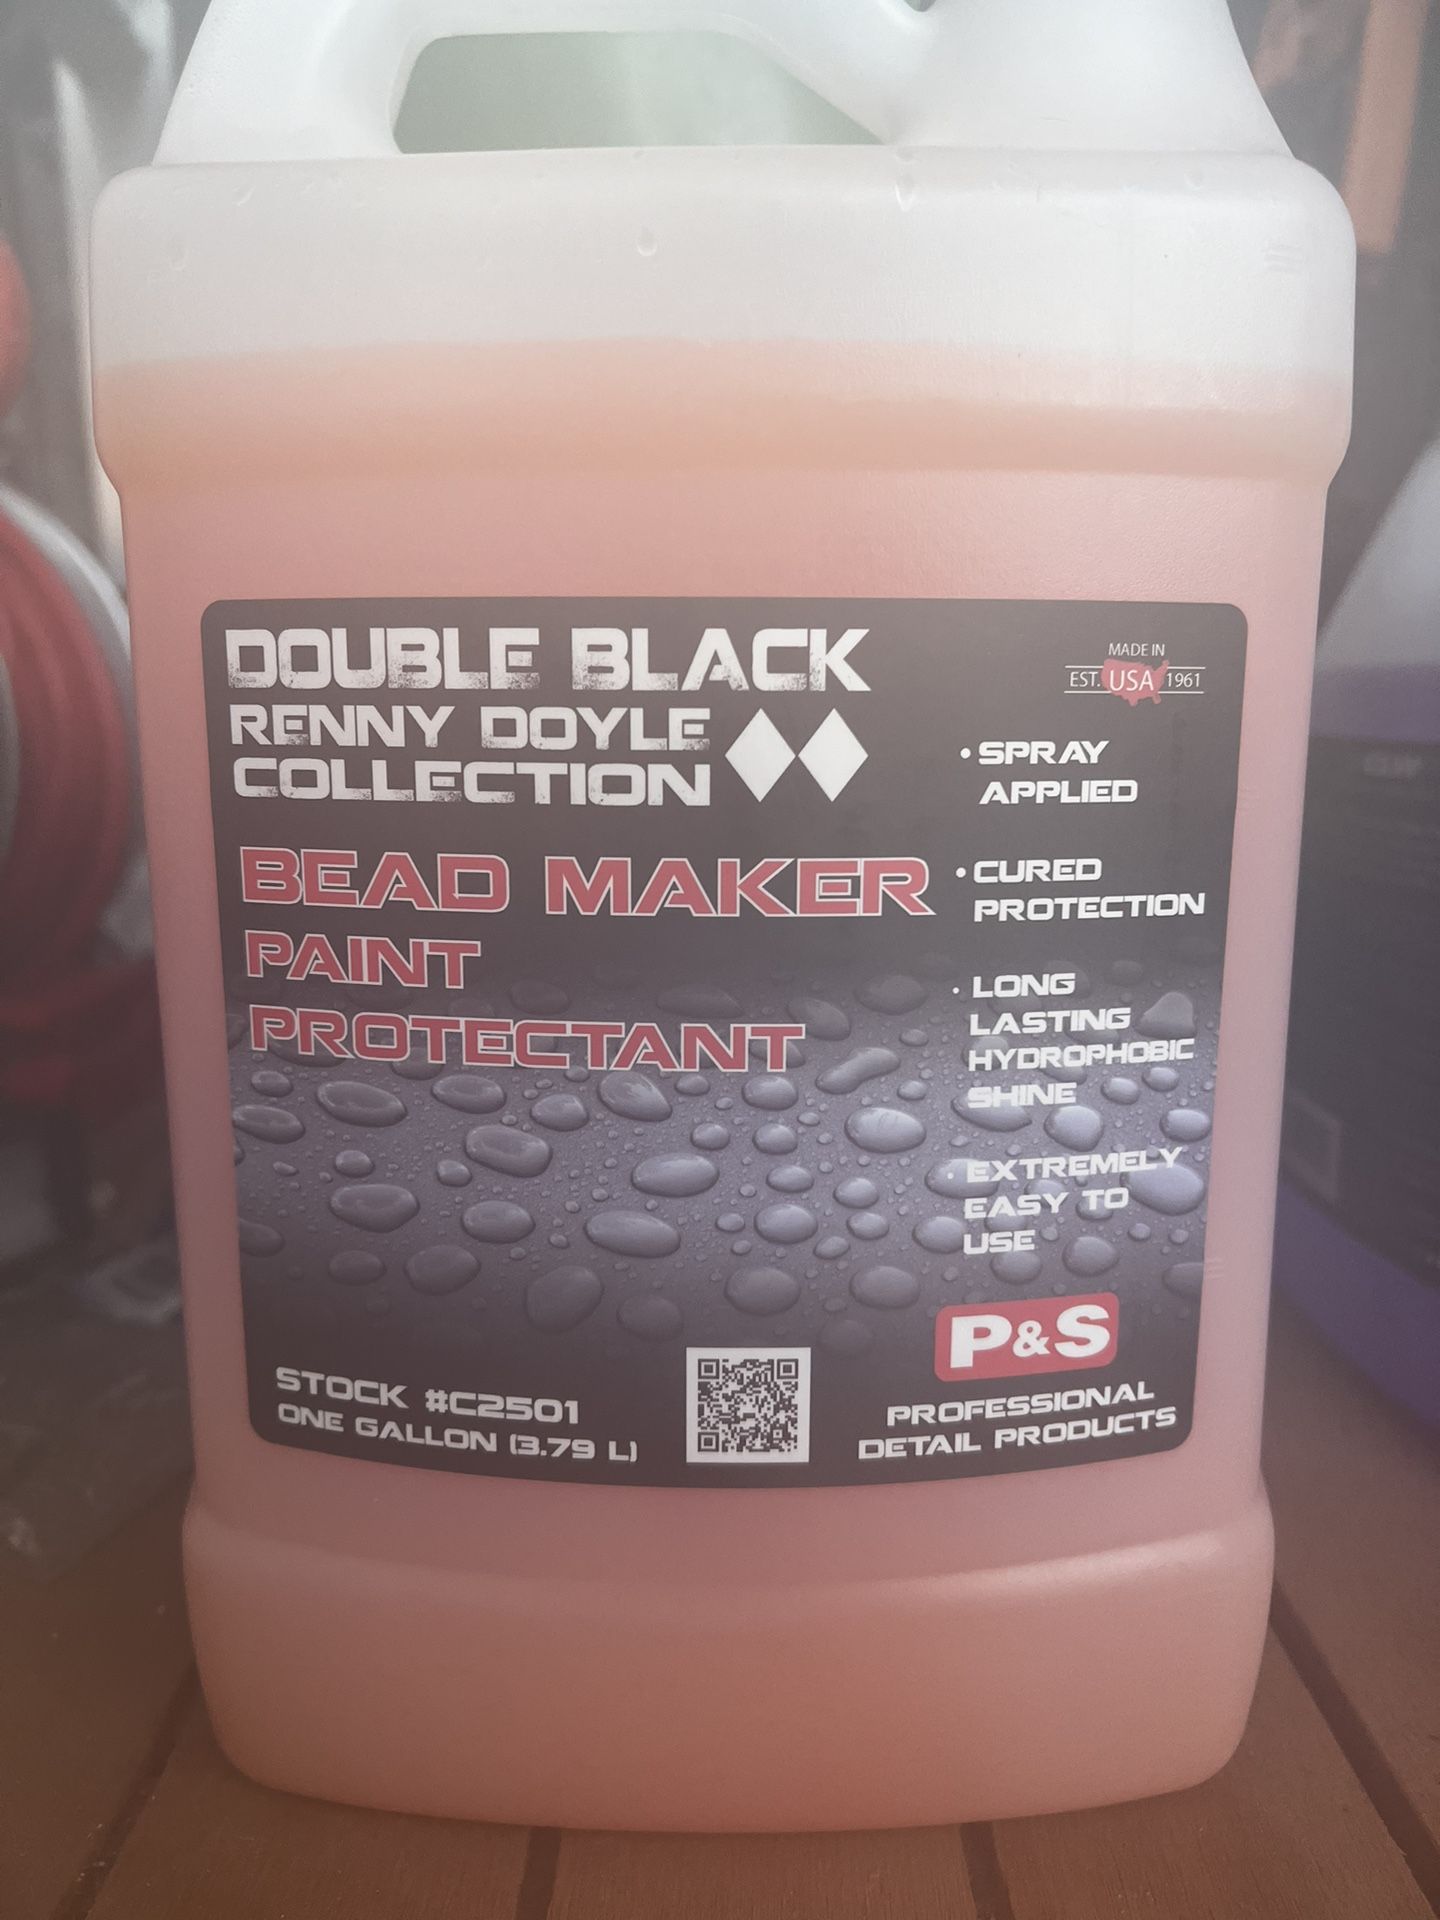 DOUBLE BLACK
RENNY DOYLE
COLLECTION
BEAD MAKER
PAINT
PROTECTANT
MADE IN
EST. USA 1961
• SPRAY
APPLIED
• CURED
PROTECTION
• LONG
LASTING
HYDROPHOBIC
SHINE
• EXTREMELY
EASY TO
USE
P&S
PROFESSIONAL
DETAIL PRODUCTS
STOCK #C2501
ONE GALLON (3.79 L)